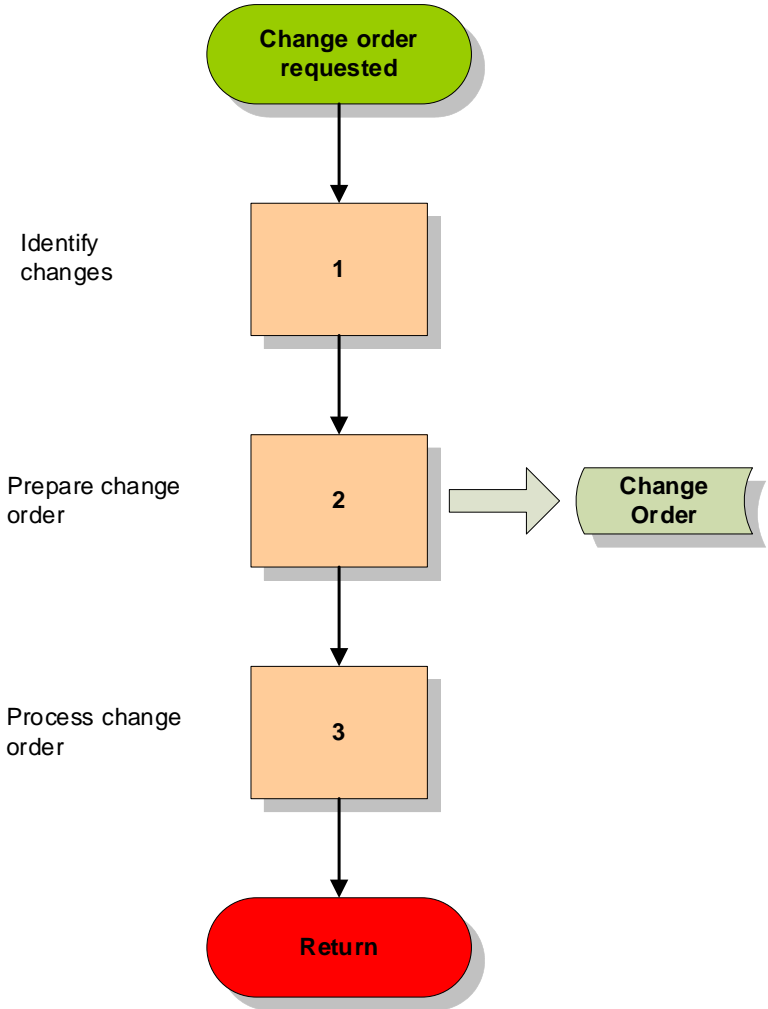 Change order
requested
Identify
changes
1
Prepare change
order
2
Change
Order
Process change
order
3
Return